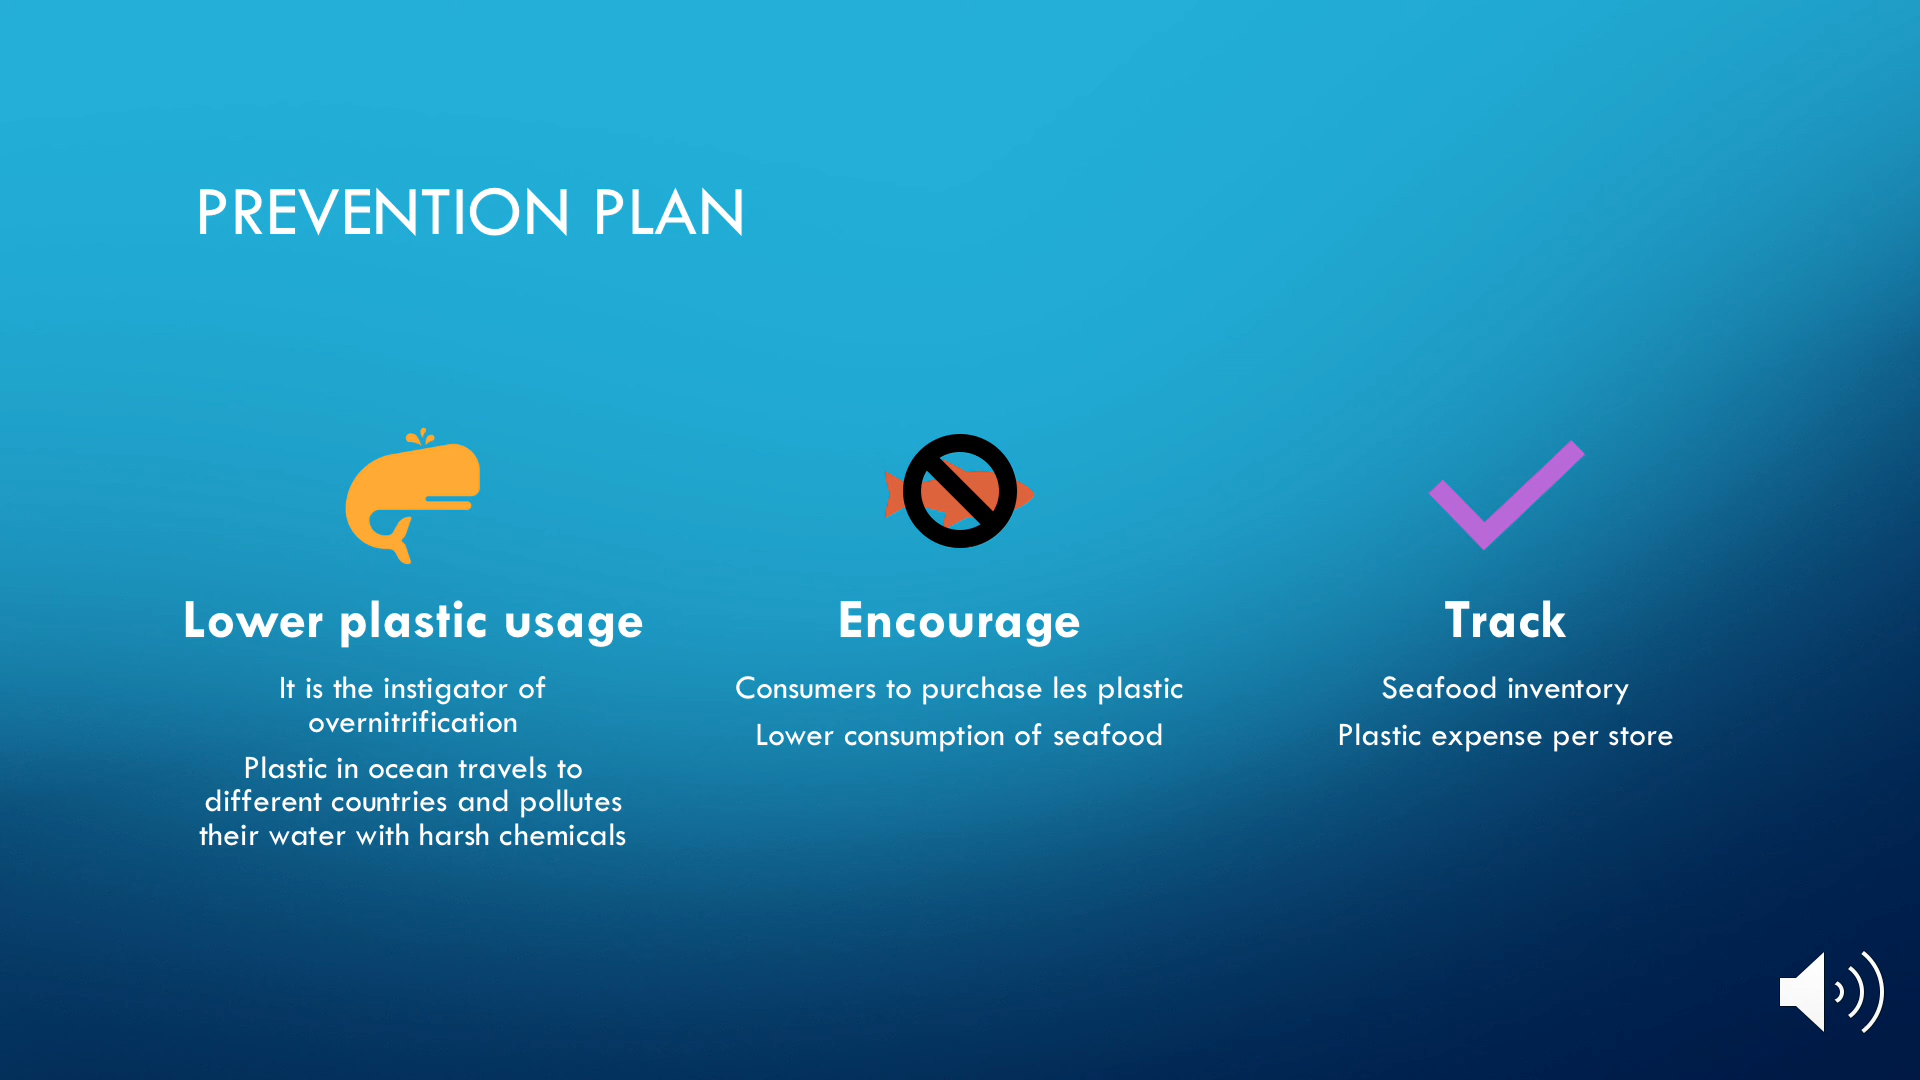 PREVENTION PLAN
Lower plastic usage
It is the instigator of
overnitrification
Plastic in ocean travels to
different countries and pollutes
their water with harsh chemicals
Encourage
Consumers to purchase les plastic
Lower consumption of seafood
Track
Seafood inventory
Plastic expense per store